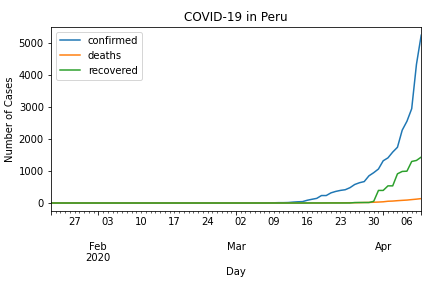 COVID-19 in Peru
confirmed
deaths
recovered
Number of Cases
5000
4000
3000
2000
1000
0
27 03 10 17 24 02 09 16 23 30 06
Feb Mar Apr
2020
Day